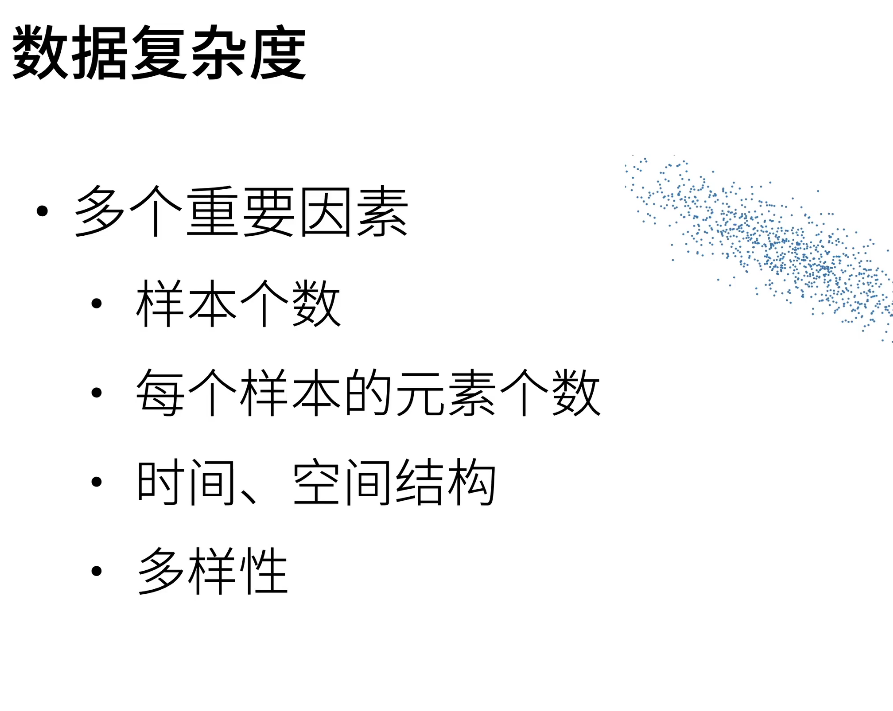 数据复杂度
• 多个重要因素
• 样本个数
• 每个样本的元素个数
• 时间、空间结构
• 多样性